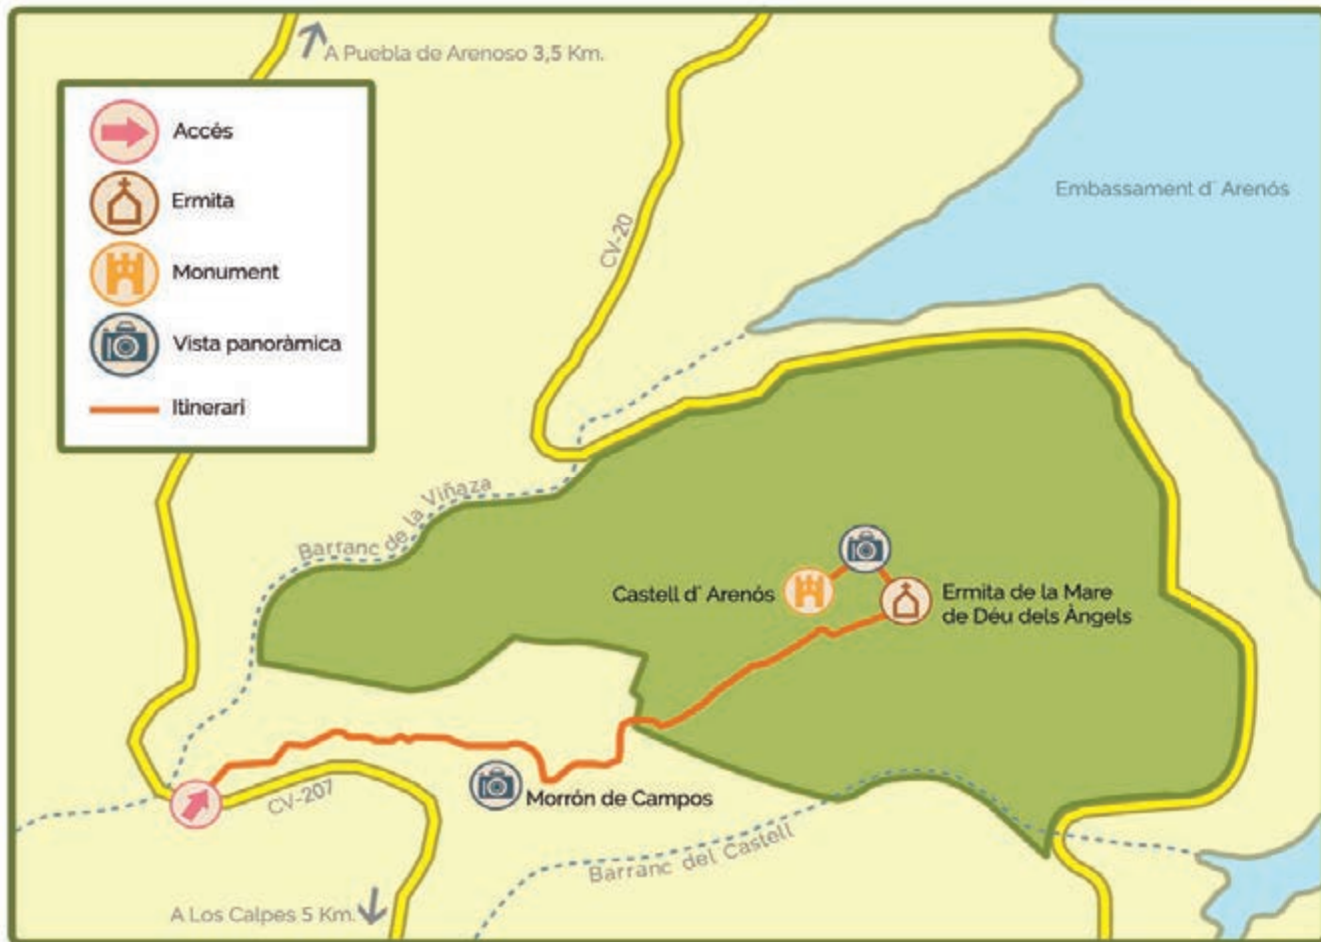 A Puebla de Arenoso 3,5 Km.
Accés
Ermita
Monument
Vista panoràmica
Itinerari
CV-20
Embassament d´ Arenós
Barranc de la Viñaza
Castell d´ Arenós
Ermita de la Mare
de Déu dels Àngels
CV-207
Morrón de Campos
Barranc del Castell
A Los Calpes 5 Km.